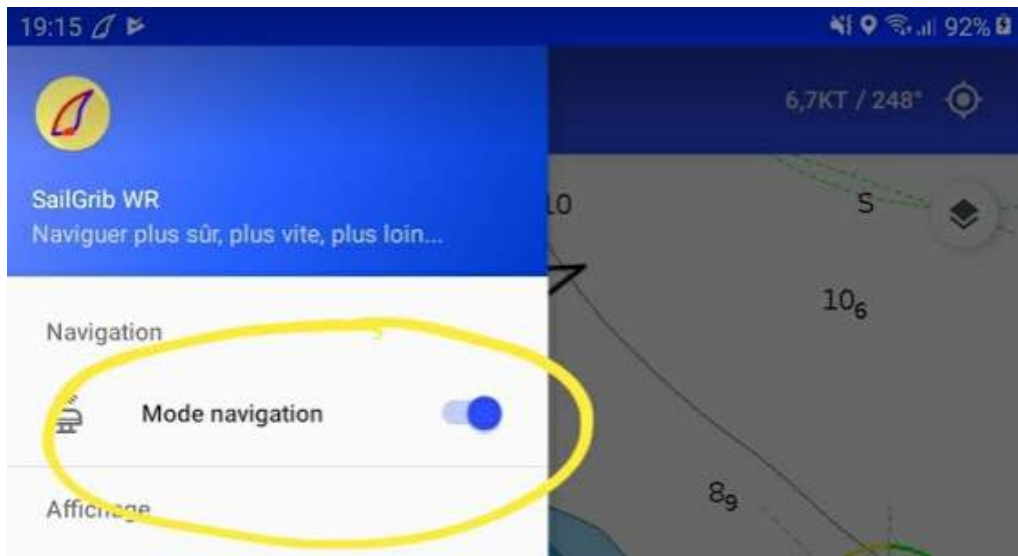 19:15 92%
6,7KT / 248°
SailGrib WR
Naviguer plus sûr, plus vite, plus loin...
Navigation
Mode navigation
Affichage
10
S
10₆
8₉